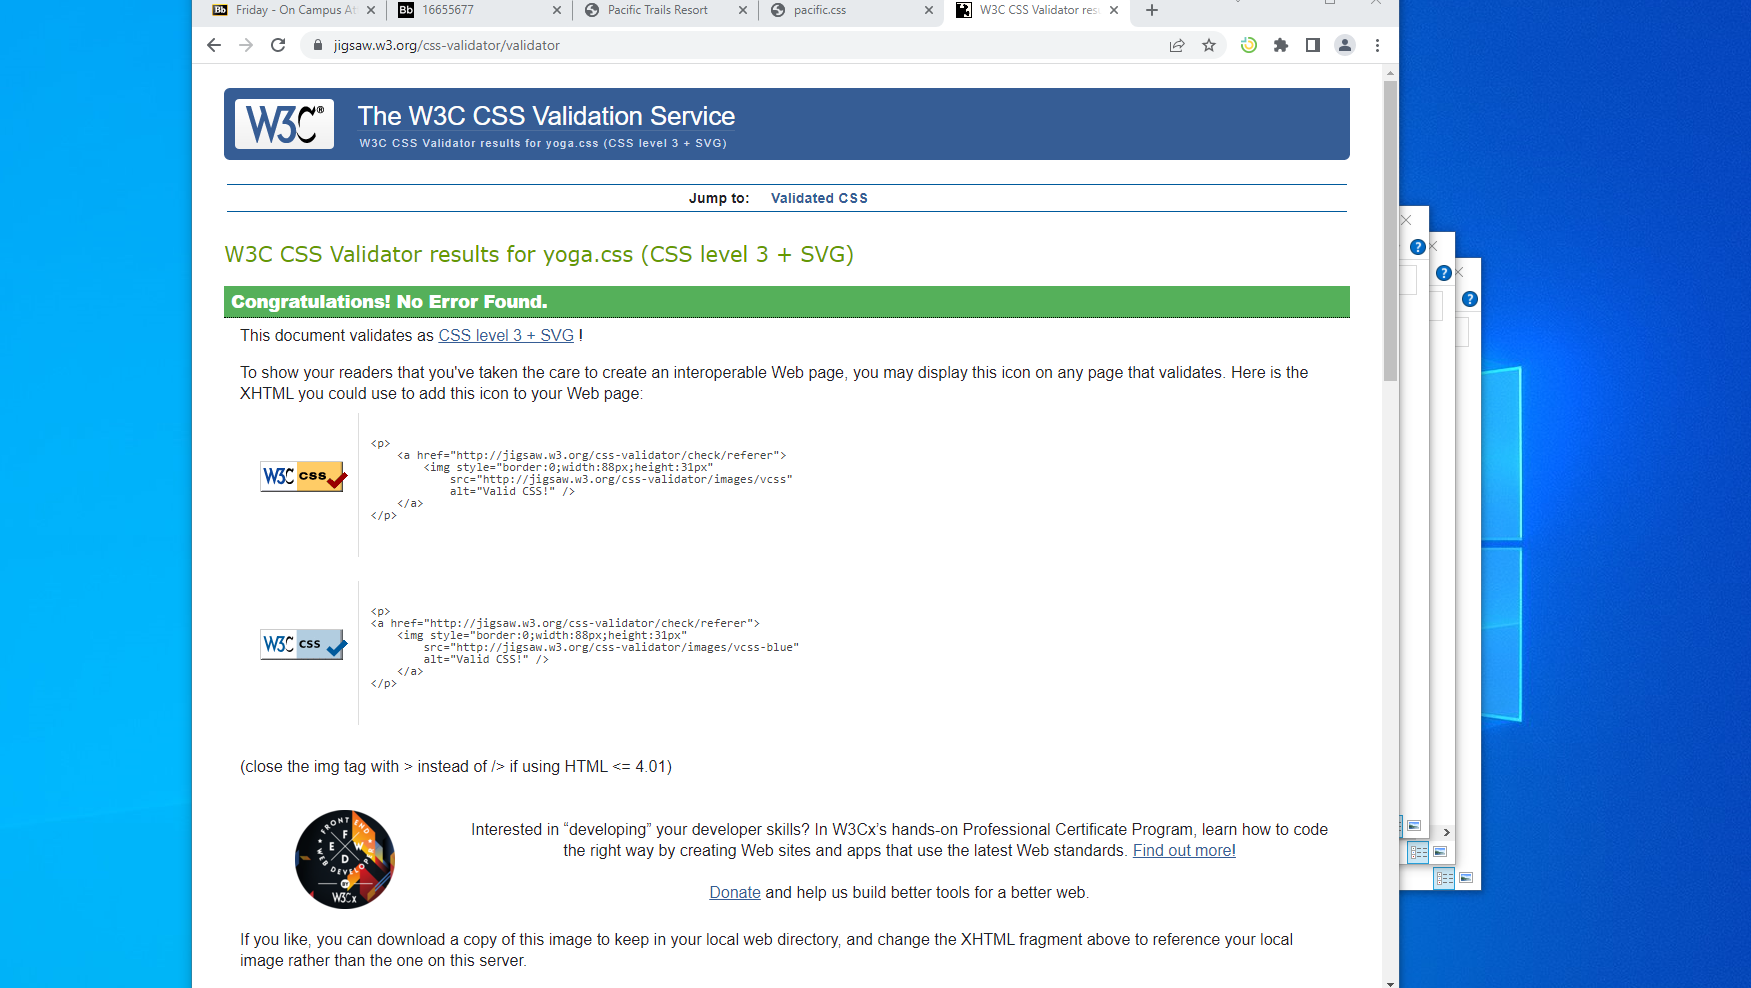 Friday - On Campus At
16655677
Pacific Trails Resort
pacific.css
W3C CSS Validator res
jigsaw.w3.org/css-validator/validator
W3C®
The W3C CSS Validation Service
W3C CSS Validator results for yoga.css (CSS level 3 + SVG)
Jump to: Validated CSS
W3C CSS Validator results for yoga.css (CSS level 3 + SVG)
Congratulations! No Error Found.
This document validates as CSS level 3 + SVG !
To show your readers that you've taken the care to create an interoperable Web page, you may display this icon on any page that validates. Here is the
XHTML you could use to add this icon to your Web page:
W3C css
<p>
<a href="http://jigsaw.w3.org/css-validator/check/referer">
<img style="border:0;width:88px;height:31px"
src="http://jigsaw.w3.org/css-validator/images/vcss"
alt="Valid CSS!" />
</a>
</p>
W3C css
<p>
<a href="http://jigsaw.w3.org/css-validator/check/referer">
<img style="border:0;width:88px;height:31px"
src="http://jigsaw.w3.org/css-validator/images/vcss-blue"
alt="Valid CSS!" />
</a>
</p>
(close the img tag with > instead of /> if using HTML <= 4.01)
FRONT END
F
E W
D
WEB DEVELOPER
BY
W3Cx
Interested in “developing” your developer skills? In W3Cx’s hands-on Professional Certificate Program, learn how to code
the right way by creating Web sites and apps that use the latest Web standards. Find out more!
Donate and help us build better tools for a better web.
If you like, you can download a copy of this image to keep in your local web directory, and change the XHTML fragment above to reference your local
image rather than the one on this server.